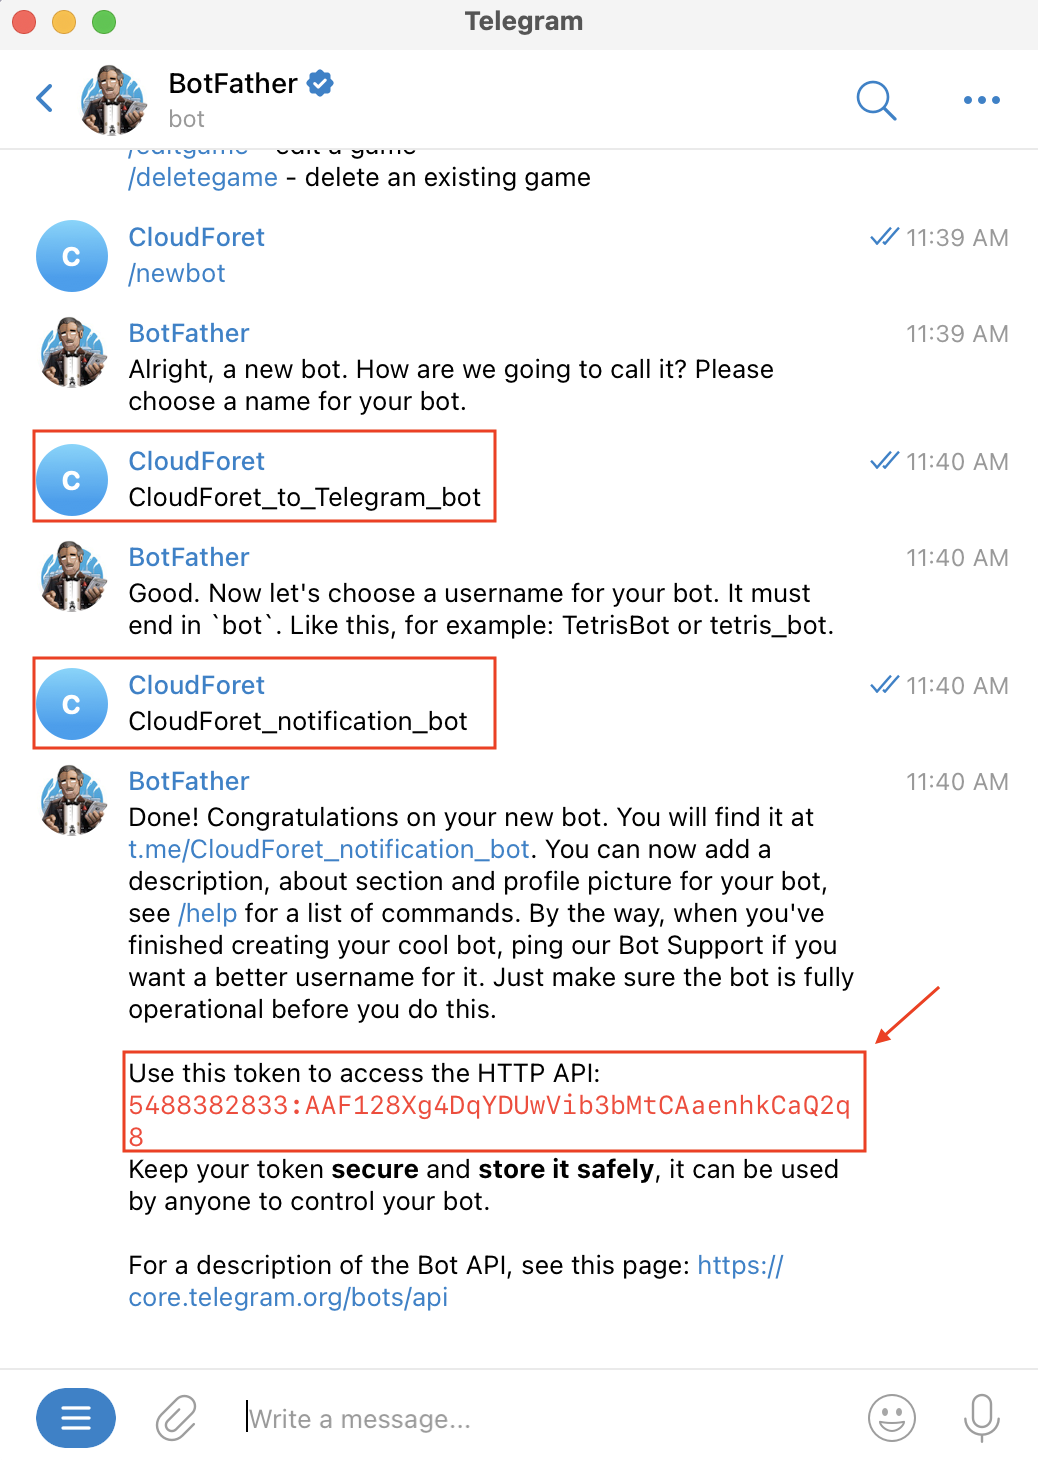 Telegram
BotFather
bot
/editgame - edit a game
/deletegame - delete an existing game
CloudForet 11:39 AM
C
/newbot
BotFather 11:39 AM
Alright, a new bot. How are we going to call it? Please
choose a name for your bot.
CloudForet 11:40 AM
C
CloudForet_to_Telegram_bot
BotFather 11:40 AM
Good. Now let's choose a username for your bot. It must
end in `bot`. Like this, for example: TetrisBot or tetris_bot.
CloudForet 11:40 AM
C
CloudForet_notification_bot
BotFather 11:40 AM
Done! Congratulations on your new bot. You will find it at
t.me/CloudForet_notification_bot. You can now add a
description, about section and profile picture for your bot,
see /help for a list of commands. By the way, when you've
finished creating your cool bot, ping our Bot Support if you
want a better username for it. Just make sure the bot is fully
operational before you do this.
Use this token to access the HTTP API:
5488382833:AAF128Xg4DqYDUwVib3bMtCAaenhkCaQ2q
8
Keep your token secure and store it safely, it can be used
by anyone to control your bot.
For a description of the Bot API, see this page: https://
core.telegram.org/bots/api
Write a message...